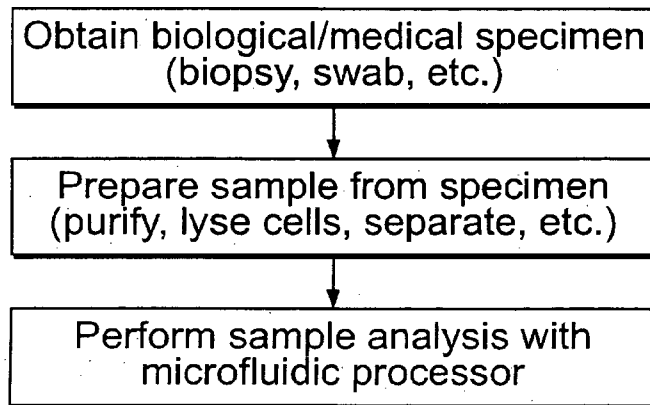 Obtain biological/medical specimen
(biopsy, swab, etc.)
Prepare sample from specimen
(purify, lyse cells, separate, etc.)
Perform sample analysis with
microfluidic processor